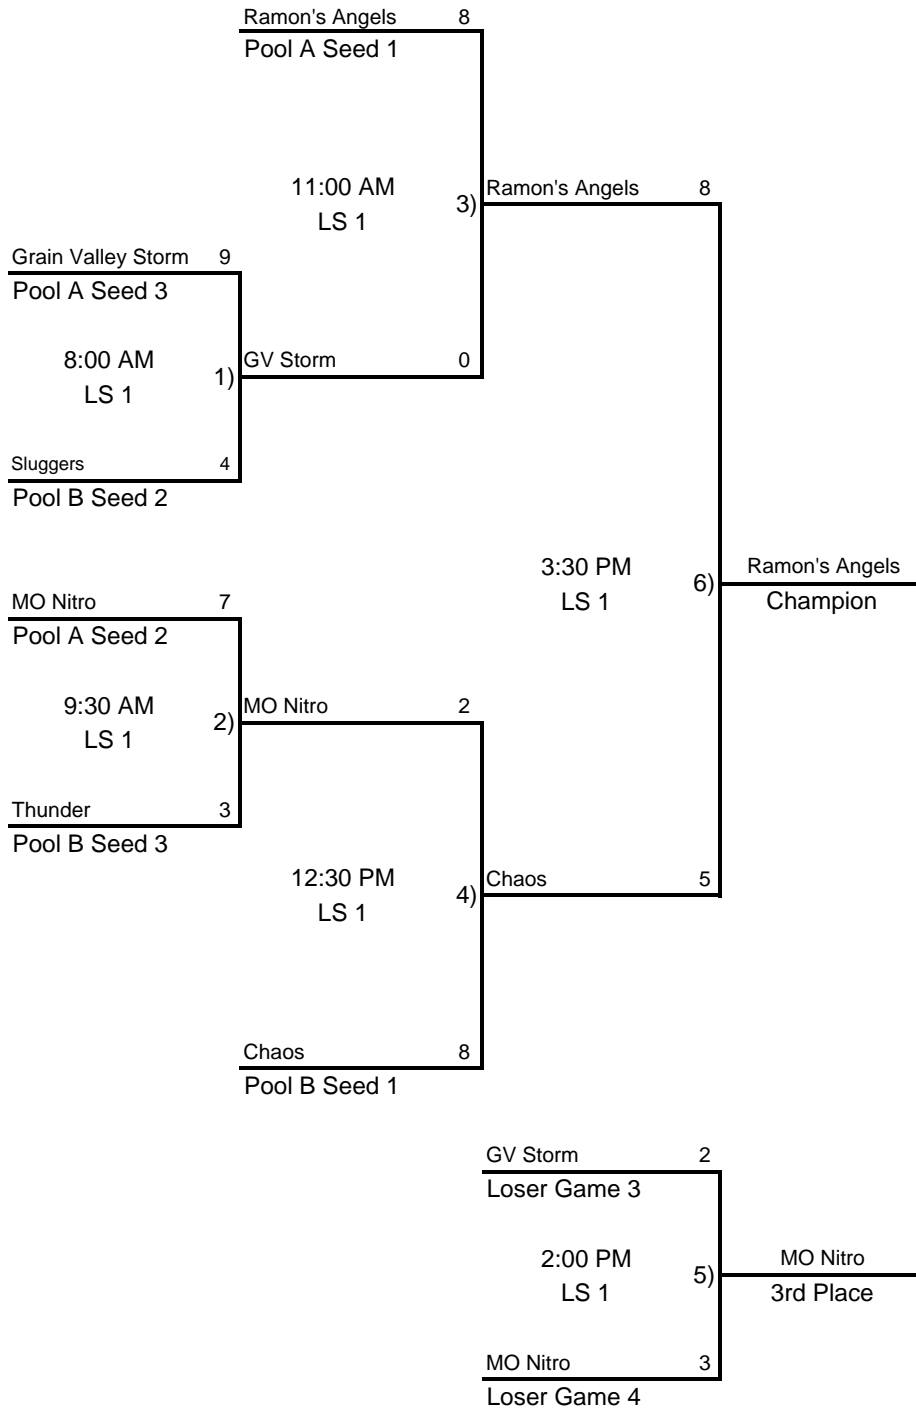 Ramon's Angels 8
Pool A Seed 1
11:00 AM
LS 1
3)
Ramon's Angels 8
Grain Valley Storm 9
Pool A Seed 3
8:00 AM
LS 1
1)
GV Storm 0
Sluggers 4
Pool B Seed 2
3:30 PM
LS 1
6)
Ramon's Angels
Champion
MO Nitro 7
Pool A Seed 2
9:30 AM
LS 1
2)
MO Nitro 2
Thunder 3
Pool B Seed 3
12:30 PM
LS 1
4)
Chaos 5
Chaos 8
Pool B Seed 1
GV Storm 2
Loser Game 3
2:00 PM
LS 1
5)
MO Nitro
3rd Place
MO Nitro 3
Loser Game 4